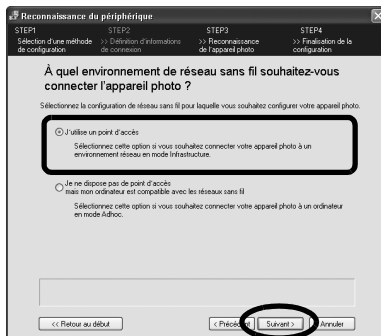 Reconnaissance du périphérique
STEP1 STEP2 STEP3 STEP4
Sélection d'une méthode >> Définition d'informations >> Reconnaissance >> Finalisation de la
de configuration de connexion de l'appareil photo configuration
À quel environnement de réseau sans fil souhaitez-vous
connecter l'appareil photo ?
Sélectionnez la configuration de réseau sans fil pour laquelle vous souhaitez configurer votre appareil photo.
J'utilise un point d'accès
Sélectionnez cette option si vous souhaitez connecter votre appareil photo à un
environnement réseau en mode Infrastructure.
Je ne dispose pas de point d'accès
mais mon ordinateur est compatible avec les réseaux sans fil
Sélectionnez cette option si vous souhaitez connecter votre appareil photo à un ordinateur
en mode Adhoc.
<< Retour au début < Précédent Suivant > Annuler